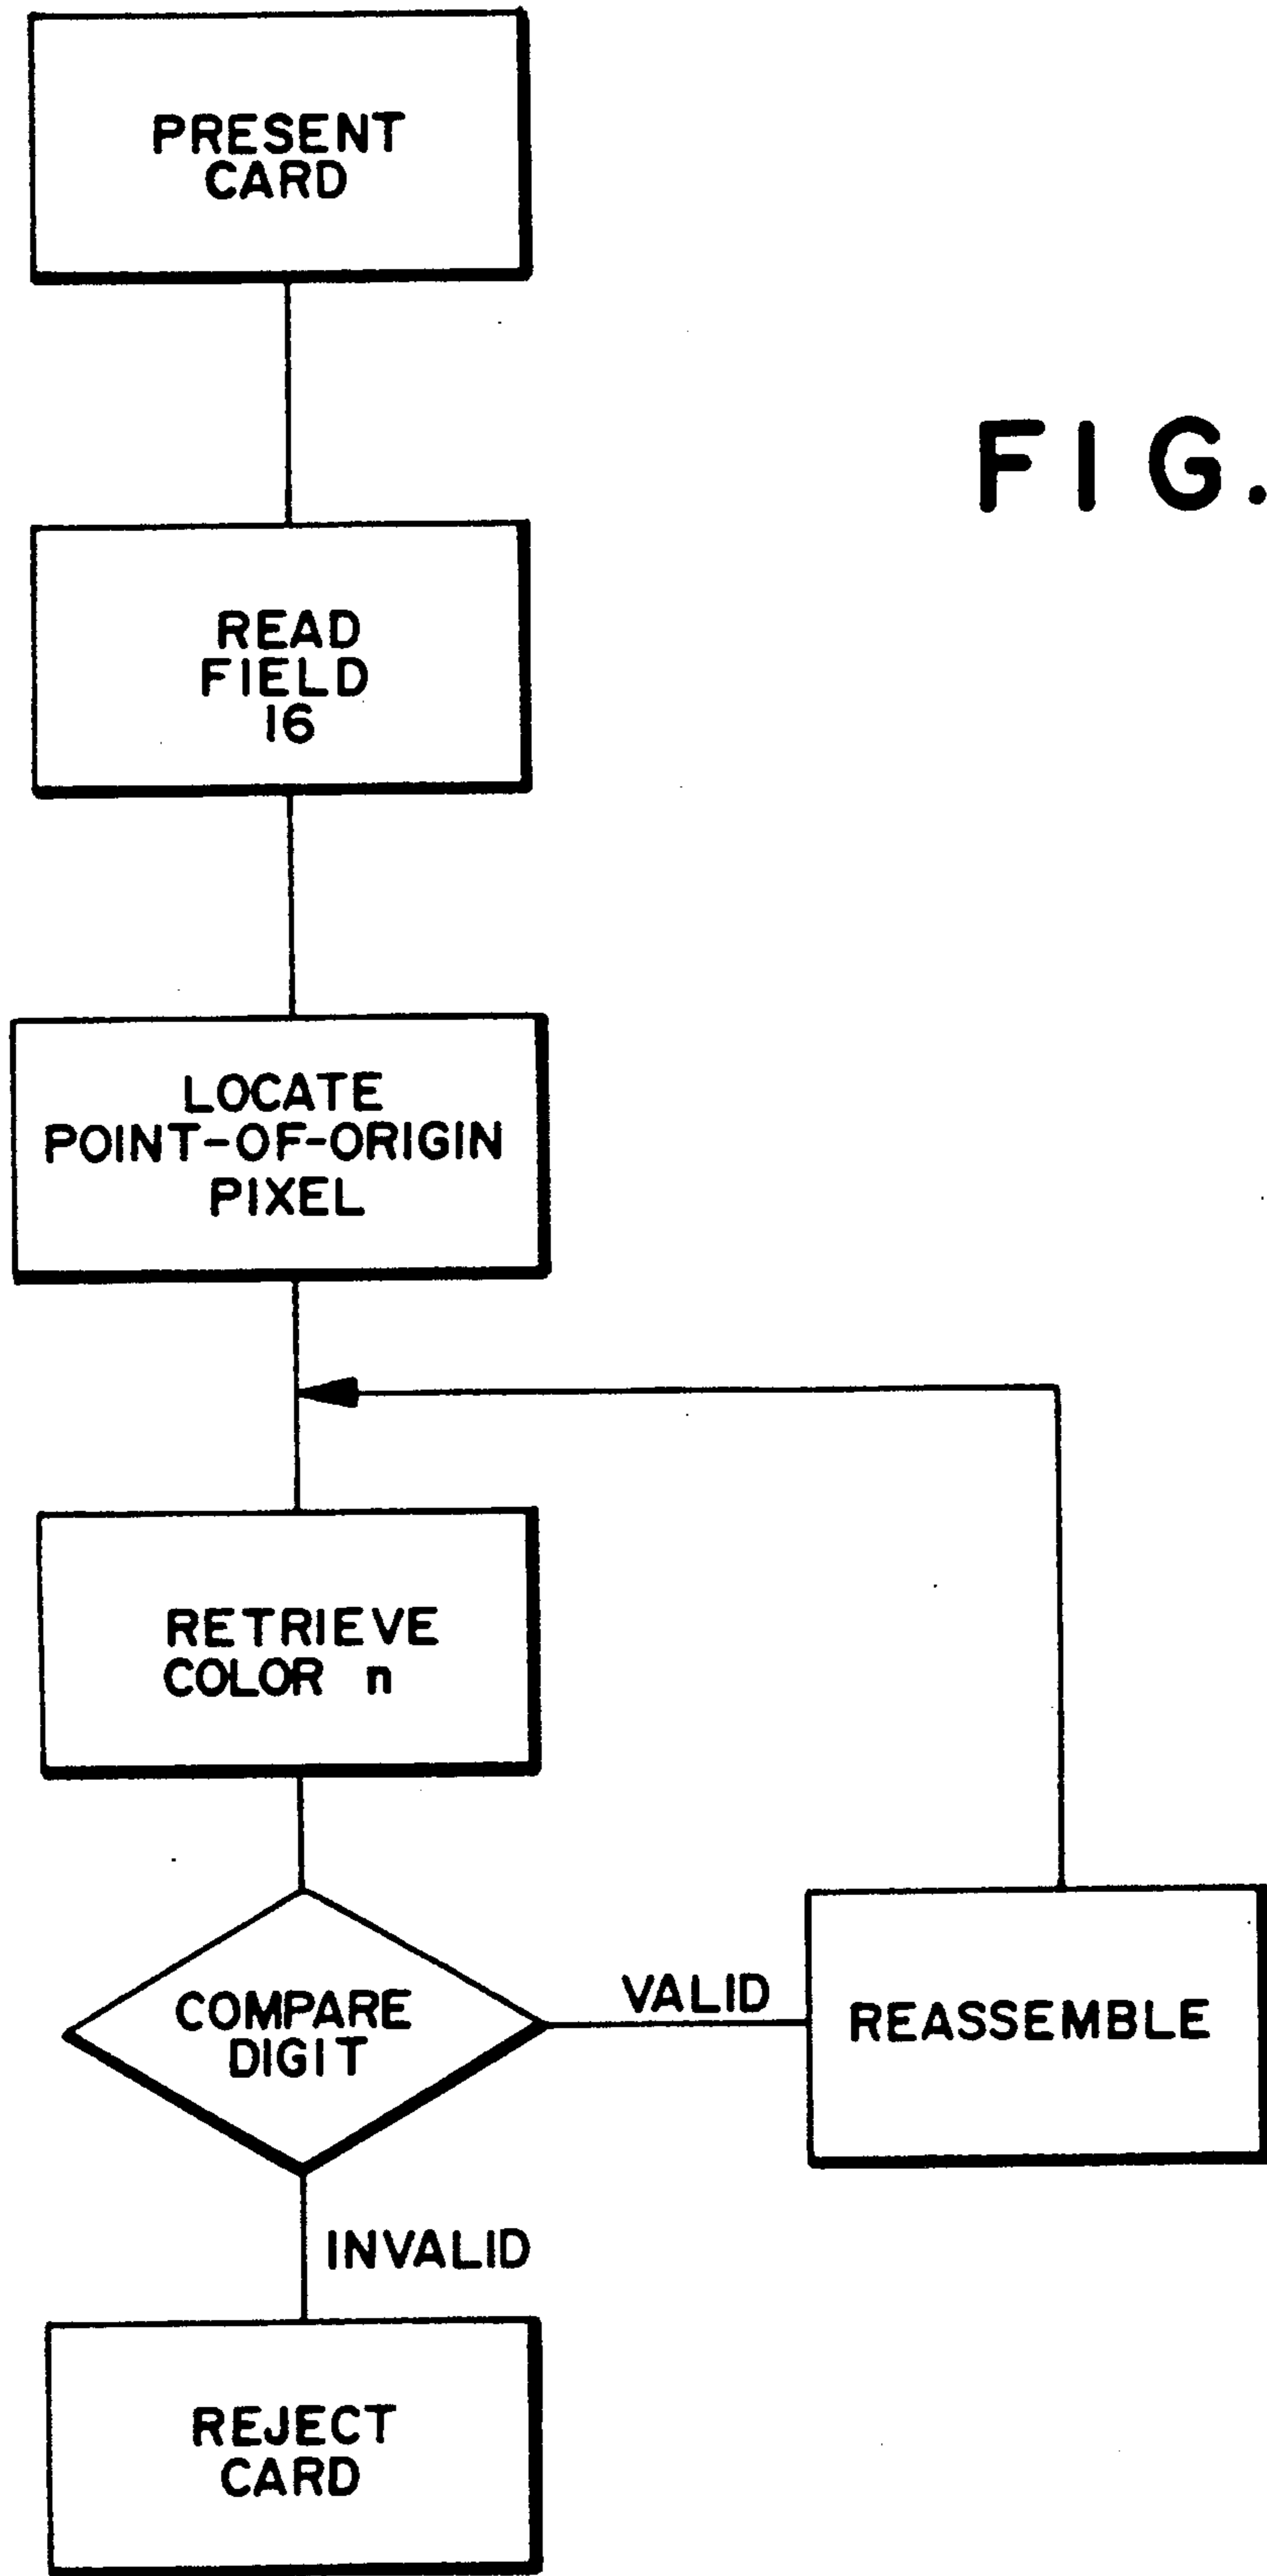 PRESENT
CARD
FIG.
READ
FIELD
16
LOCATE
POINT-OF-ORIGIN
PIXEL
RETRIEVE
COLOR n
COMPARE
DIGIT
VALID
REASSEMBLE
INVALID
REJECT
CARD